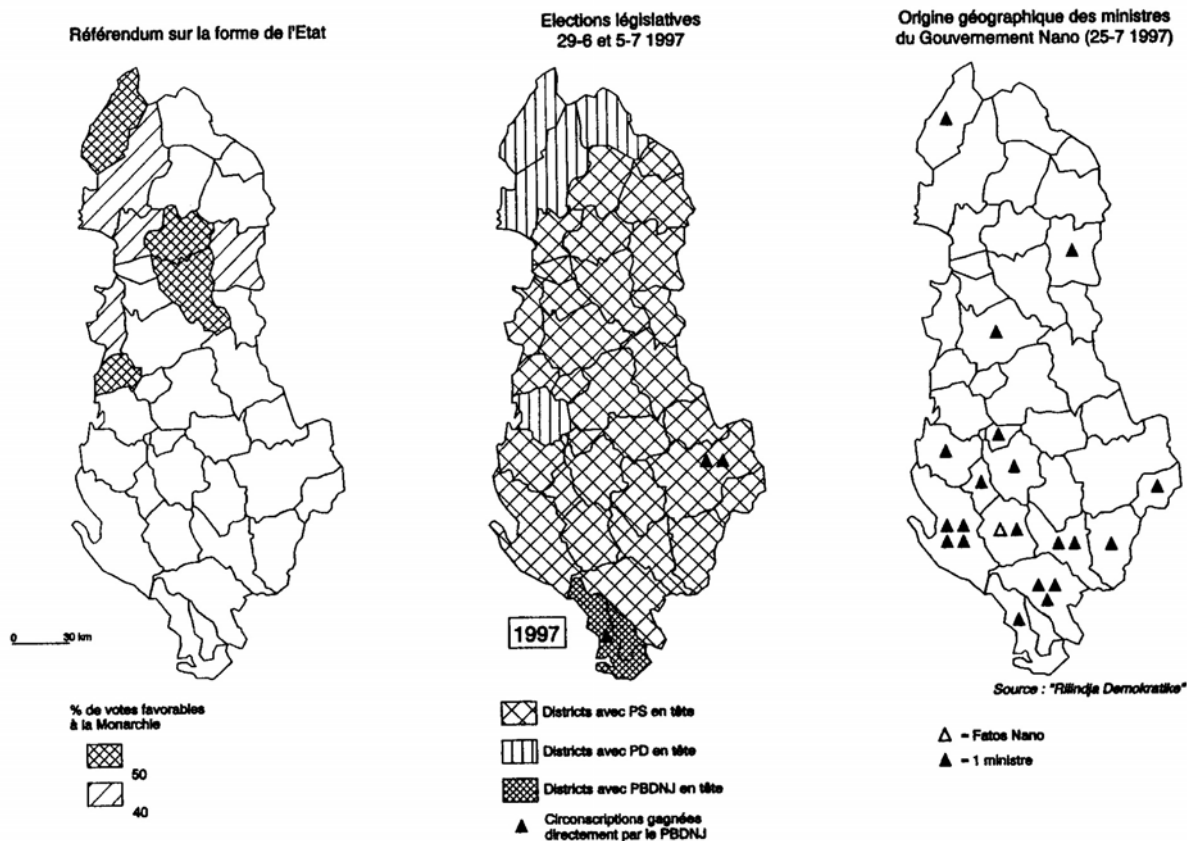 Référendum sur la forme de l'Etat
Elections législatives
29-6 et 5-7 1997
Origine géographique des ministres
du Gouvernement Nano (25-7 1997)
0 30 km
1997
% de votes favorables
à la Monarchie
50
40
Districts avec PS en tête
Districts avec PD en tête
Districts avec PBDNJ en tête
Circonscriptions gagnées
directement par le PBDNJ
Source : "Rilindja Demokratike"
= Fatos Nano
= 1 ministre